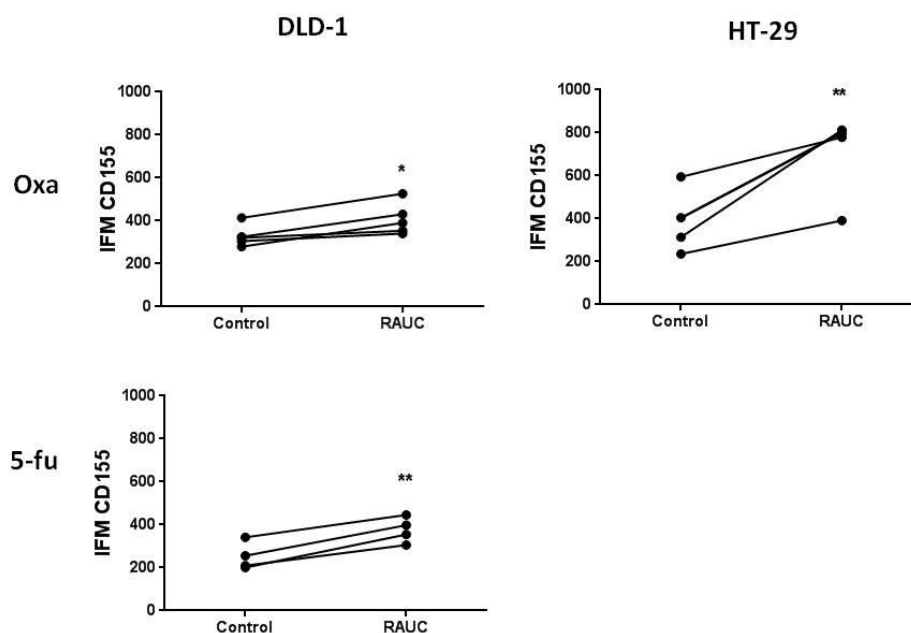 DLD-1
HT-29
Oxa
IFM CD155
1000
800
600
400
200
0
*
Control
RAUC
IFM CD155
1000
800
600
400
200
0
**
Control
RAUC
5-fu
IFM CD155
1000
800
600
400
200
0
**
Control
RAUC